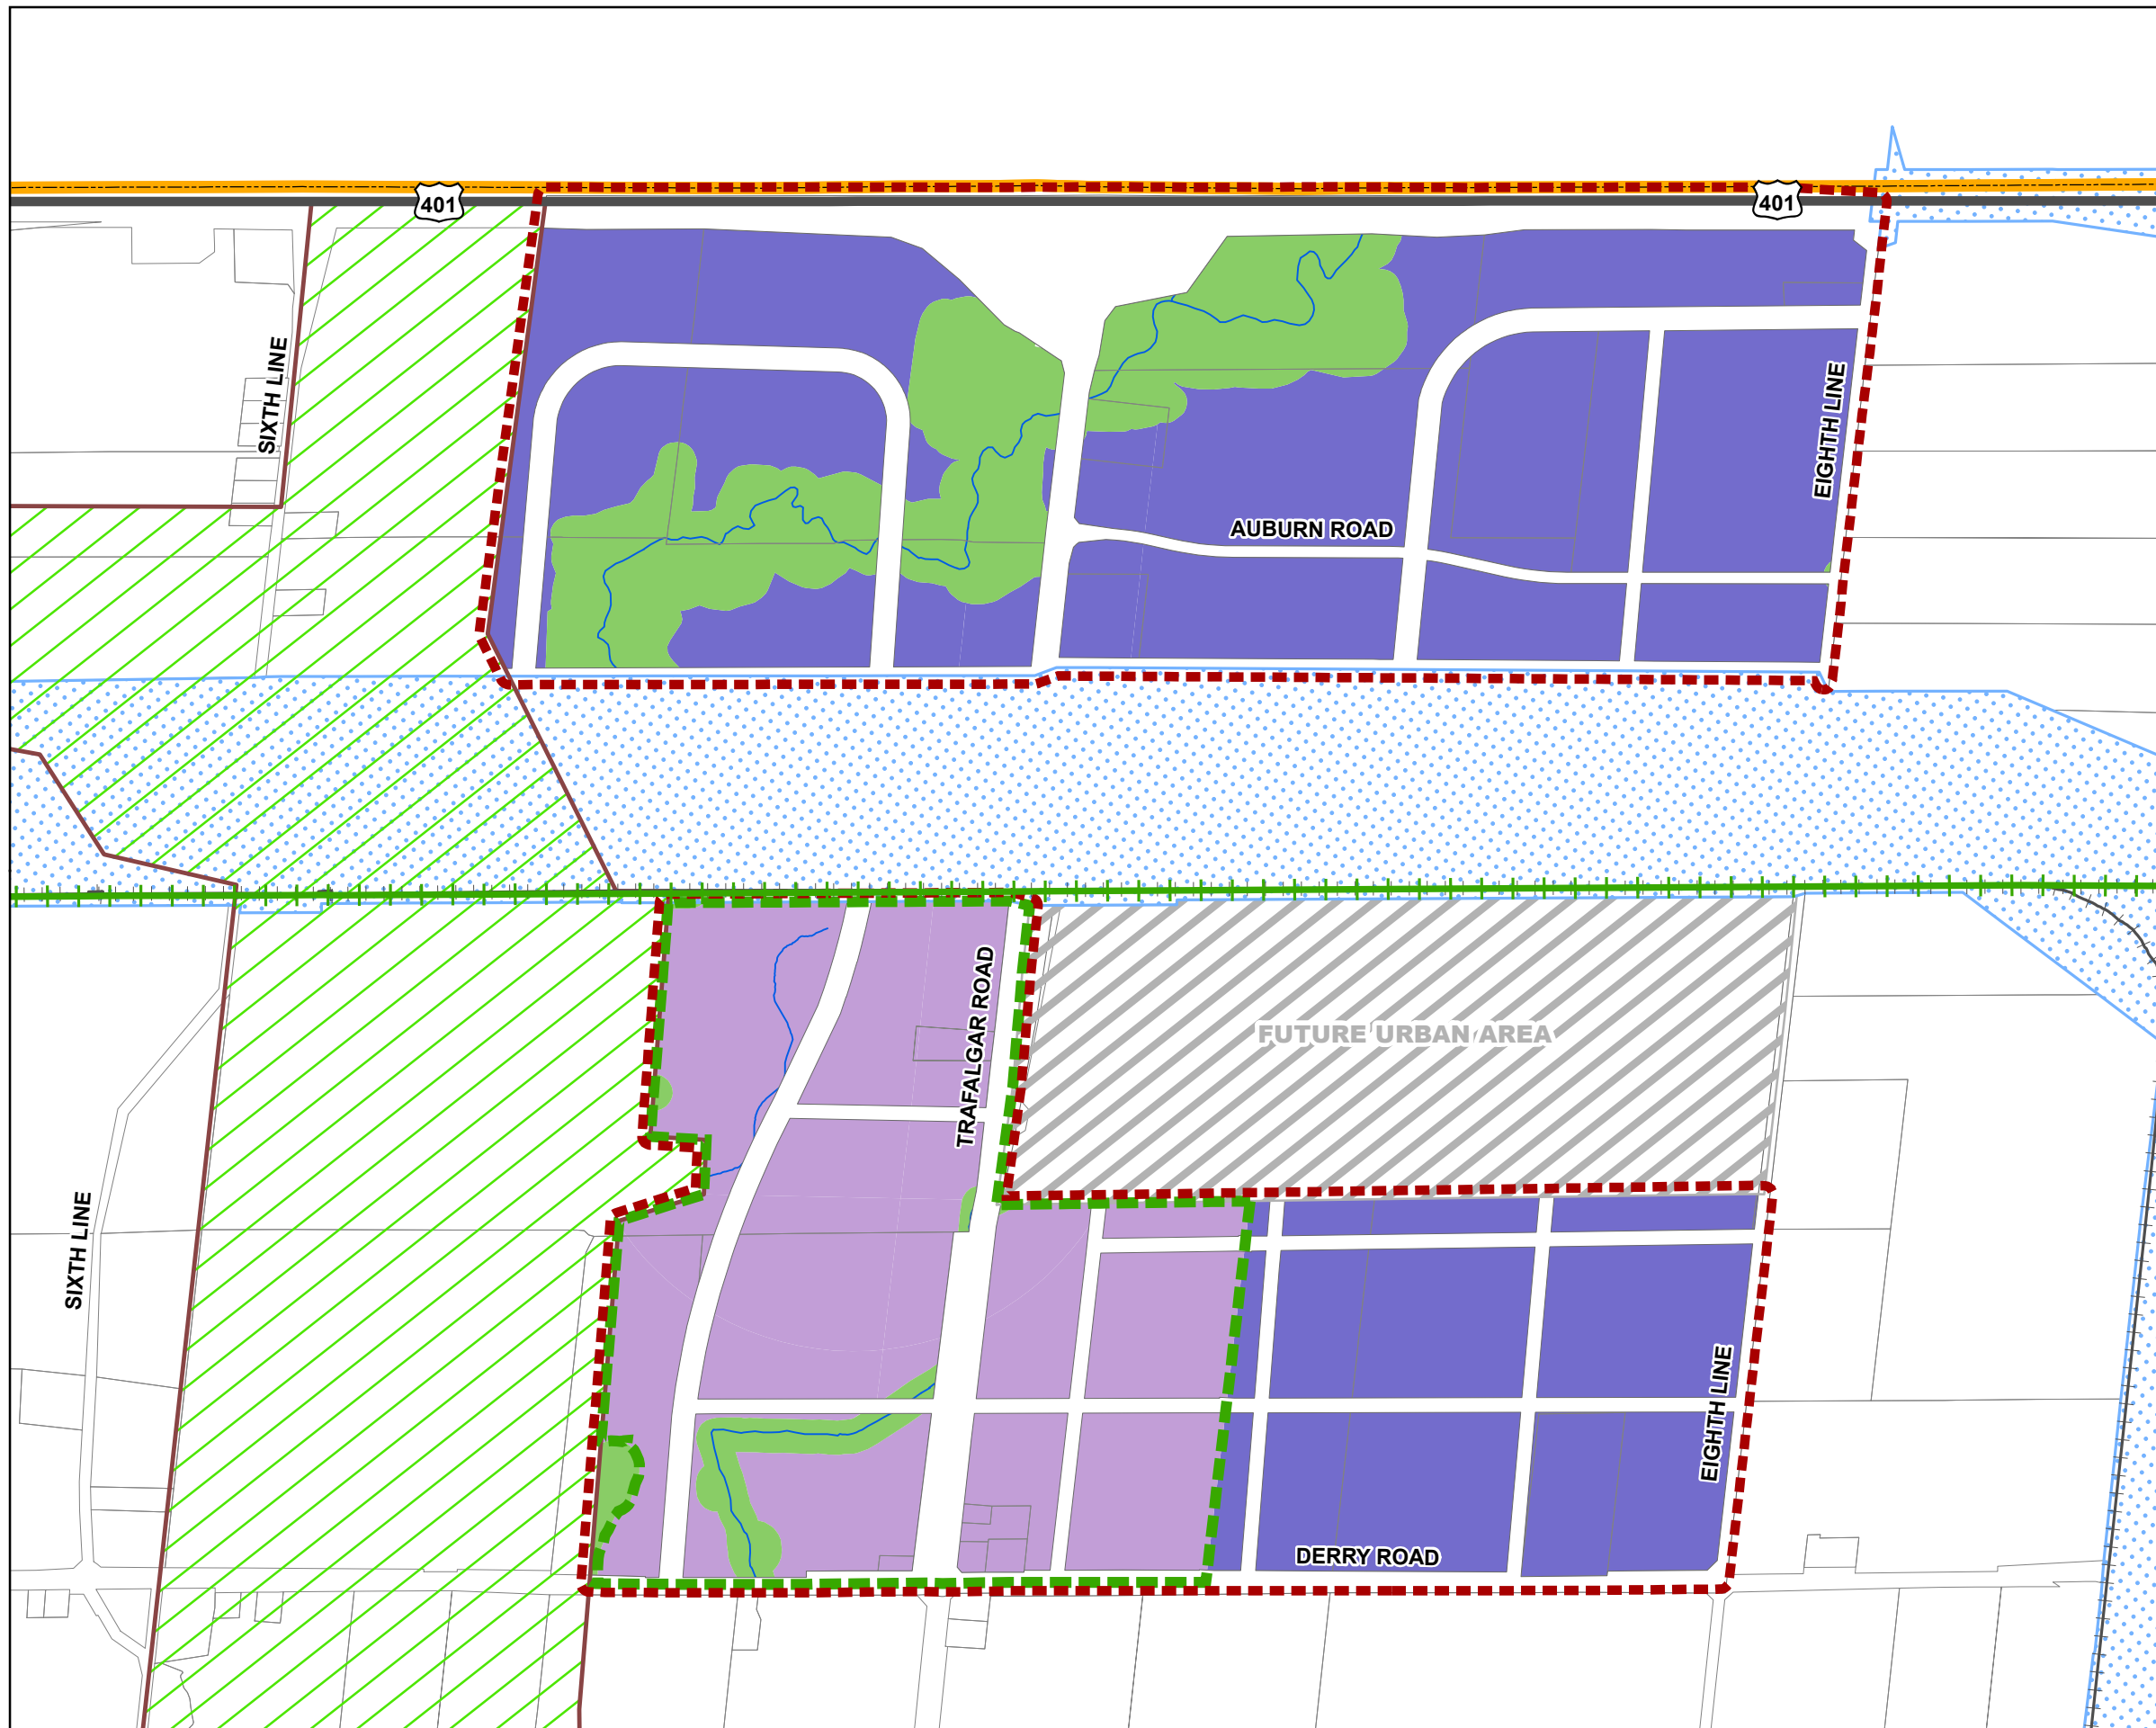 401
401
SIXTH LINE
EIGHTH LINE
AUBURN ROAD
TRAFALGAR ROAD
FUTURE URBAN AREA
SIXTH LINE
EIGHTH LINE
DERRY ROAD